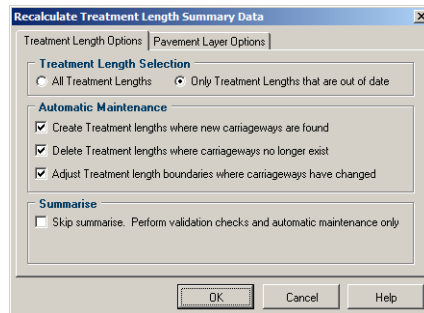 Recalculate Treatment Length Summary Data
Treatment Length Options Pavement Layer Options
Treatment Length Selection
All Treatment Lengths Only Treatment Lengths that are out of date
Automatic Maintenance
Create Treatment lengths where new carriageways are found
Delete Treatment lengths where carriageways no longer exist
Adjust Treatment length boundaries where carriageways have changed
Summarise
Skip summarise. Perform validation checks and automatic maintenance only
OK Cancel Help